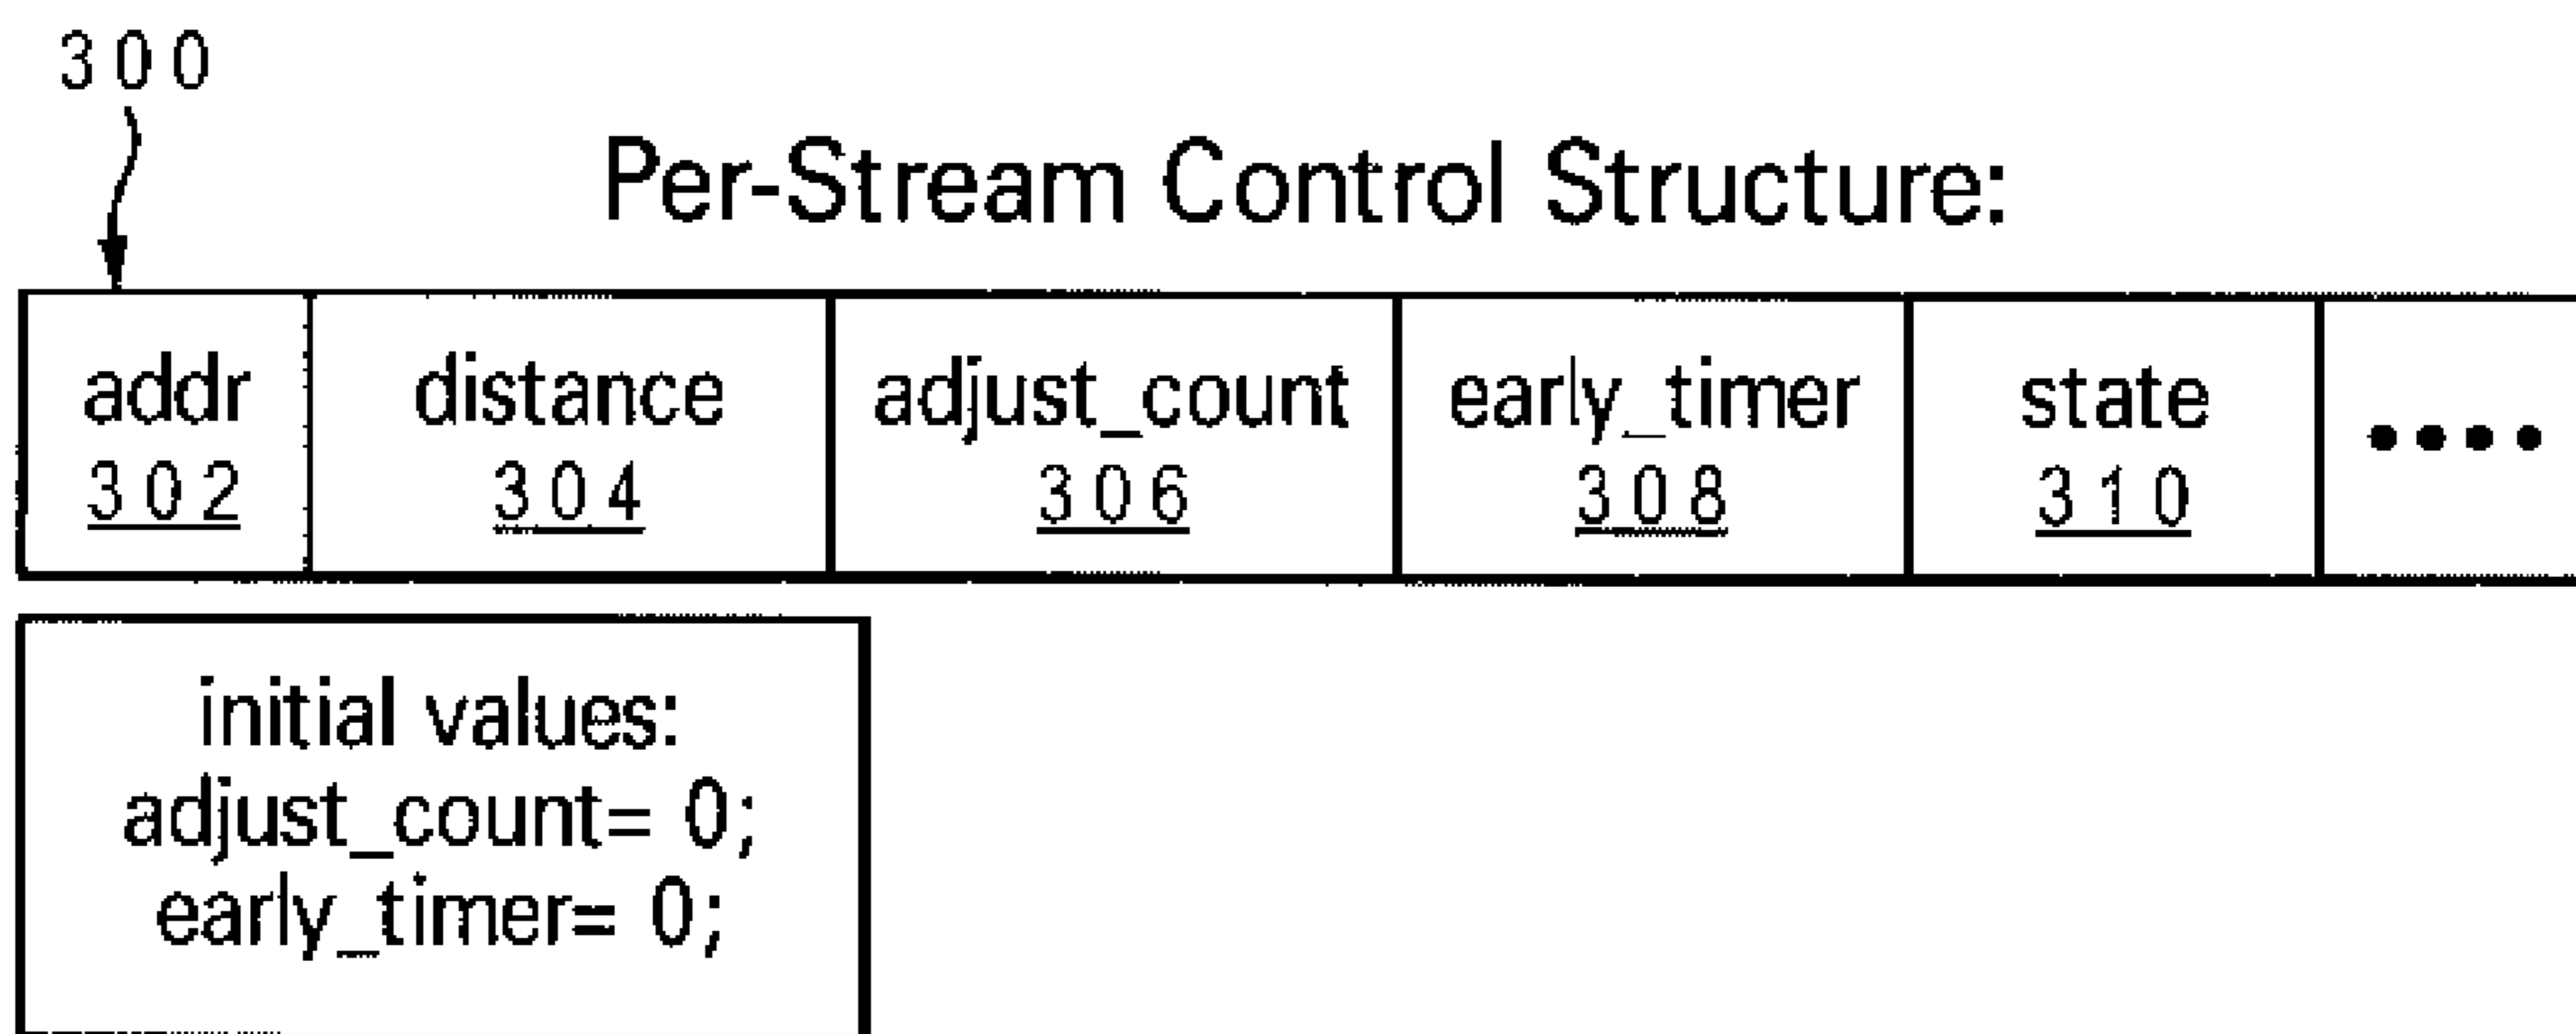 300
Per-Stream Control Structure:
addr distance adjust_count early_timer state ••••
302 304 306 308 310
initial values:
adjust_count= 0;
early_timer= 0;